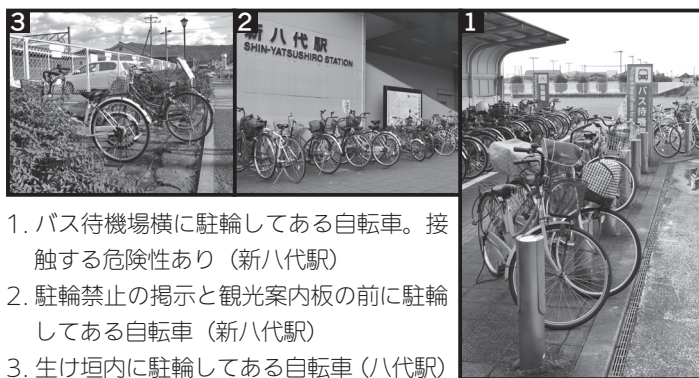 3
2
1
新八代駅
SHIN-YATSUSHIRO STATION
バス待機場
1. バス待機場横に駐輪してある自転車。接
触する危険性あり（新八代駅）
2. 駐輪禁止の掲示と観光案内板の前に駐輪
してある自転車（新八代駅）
3. 生け垣内に駐輪してある自転車（八代駅）